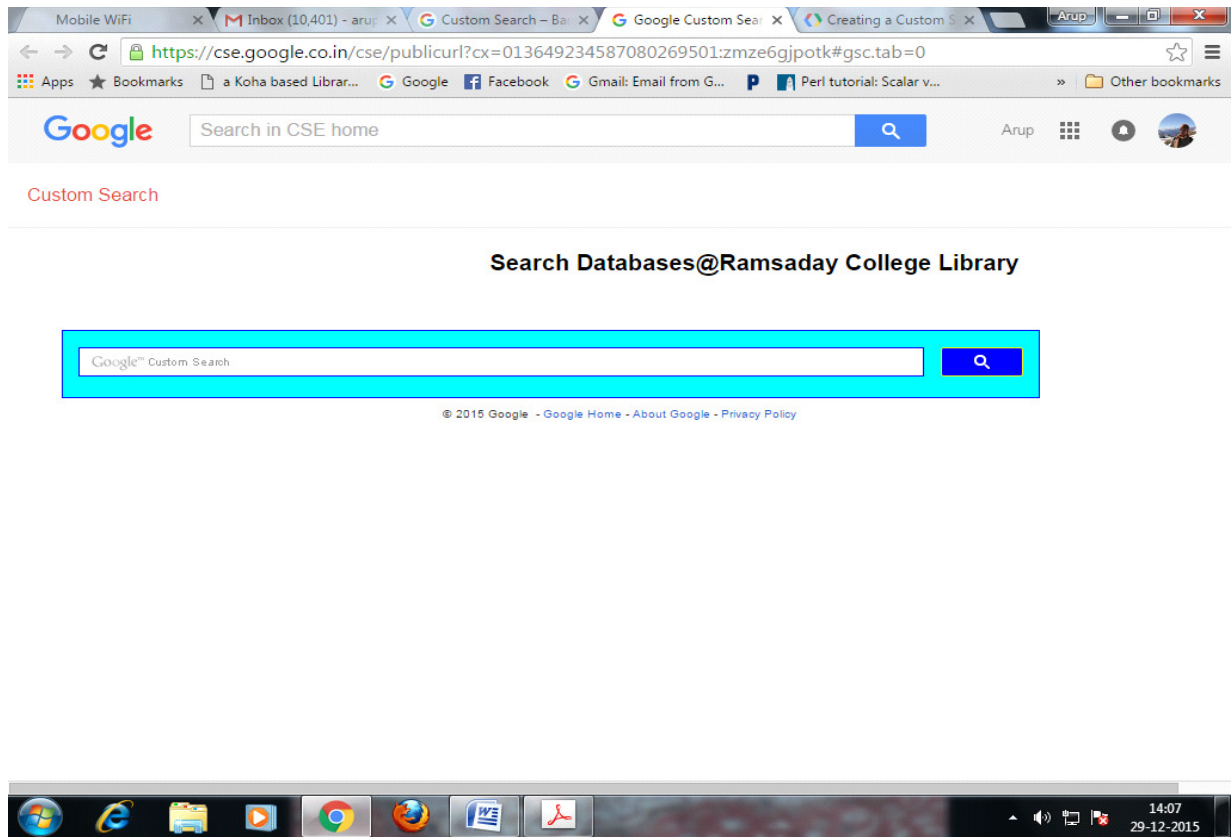 Mobile WiFi Inbox (10,401) - arup Custom Search – Ba Google Custom Sear Creating a Custom S Arup
https://cse.google.co.in/cse/publicurl?cx=013649234587080269501:zmze6gjpotk#gsc.tab=0
Apps Bookmarks a Koha based Librar... Google Facebook Gmail: Email from G... Perl tutorial: Scalar v... » Other bookmarks
Google Search in CSE home Arup
Custom Search
Search Databases@Ramsaday College Library
Google™ Custom Search
© 2015 Google - Google Home - About Google - Privacy Policy
14:07
29-12-2015